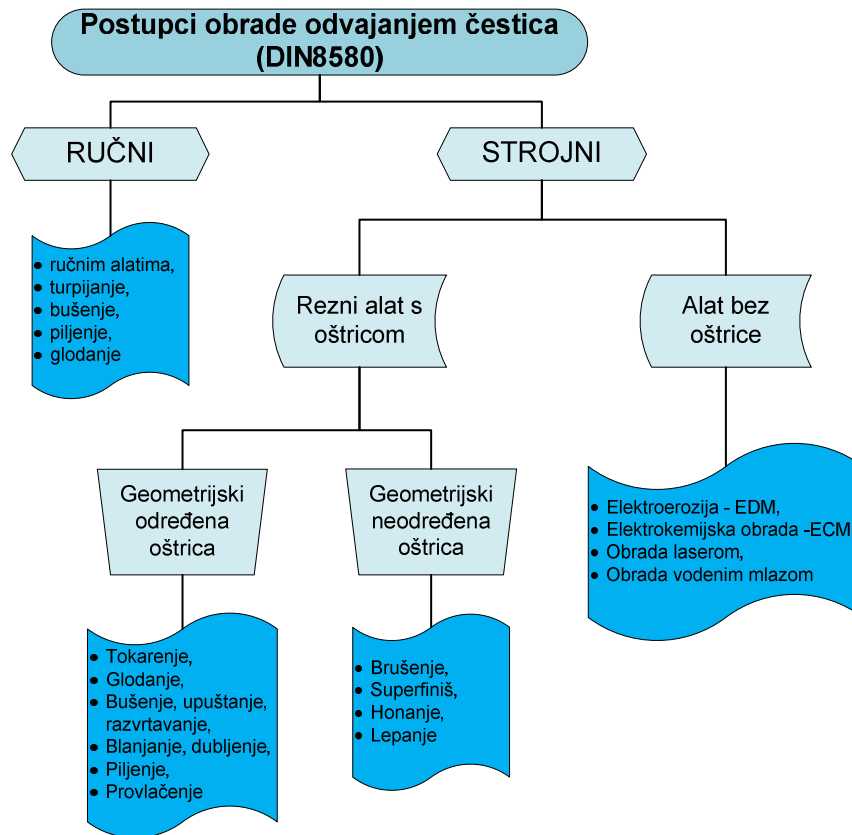 Postupci obrade odvajanjem čestica
(DIN8580)
RUČNI
STROJNI
• ručnim alatima,
• turpijanje,
• bušenje,
• piljenje,
• glodanje
Rezni alat s
oštricom
Alat bez
oštrice
Geometrijski
određena
oštrica
Geometrijski
neodređena
oštrica
• Elektroerozija - EDM,
• Elektrokemijska obrada -ECM
• Obrada laserom,
• Obrada vodenim mlazom
• Tokarenje,
• Glodanje,
• Bušenje, upuštanje,
razvrtavanje,
• Blanjanje, dubljenje,
• Piljenje,
• Provlačenje
• Brušenje,
• Superfiniš,
• Honanje,
• Lepanje